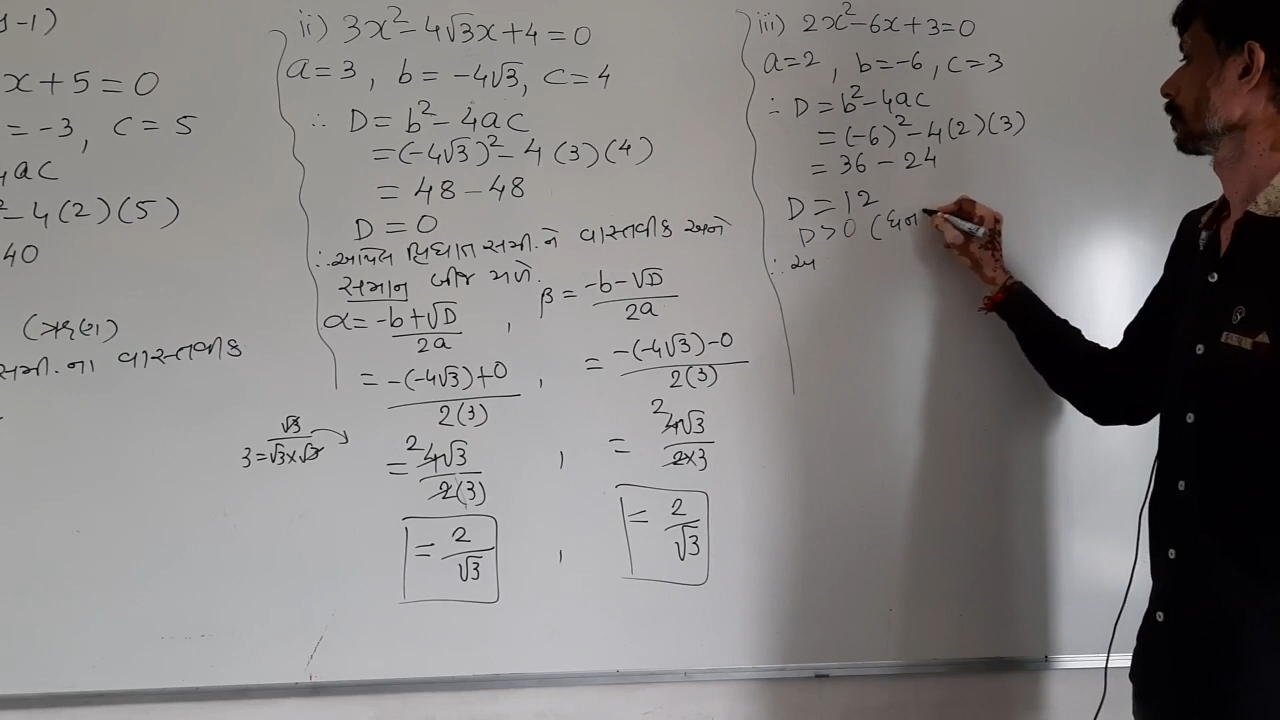 y-1)
x + 5 = 0
= -3, c = 5
4ac
² - 4(2)(5)
40
(ઋણ)
સમી. ના વાસ્તવીક
ii) 3x² - 4√3x + 4 = 0
a = 3, b = -4√3, c = 4
∴ D = b² - 4ac
= (-4√3)² - 4(3)(4)
= 48 - 48
D = 0
∴ આપેલ દ્વિઘાત સમી. ને વાસ્તવીક અને
સમાન બીજ મળે.
α = -b+√D / 2a , β = -b-√D / 2a
= -(-4√3)+0 / 2(3) , = -(-4√3)-0 / 2(3)
3 = √3×√3 √3
= 2 4√3 / 2(3) , = 2 4√3 / 2×3
= 2/√3 , = 2/√3
iii) 2x² - 6x + 3 = 0
a = 2, b = -6, c = 3
∴ D = b² - 4ac
= (-6)² - 4(2)(3)
= 36 - 24
D = 12
D > 0 (ધન
∴ આ